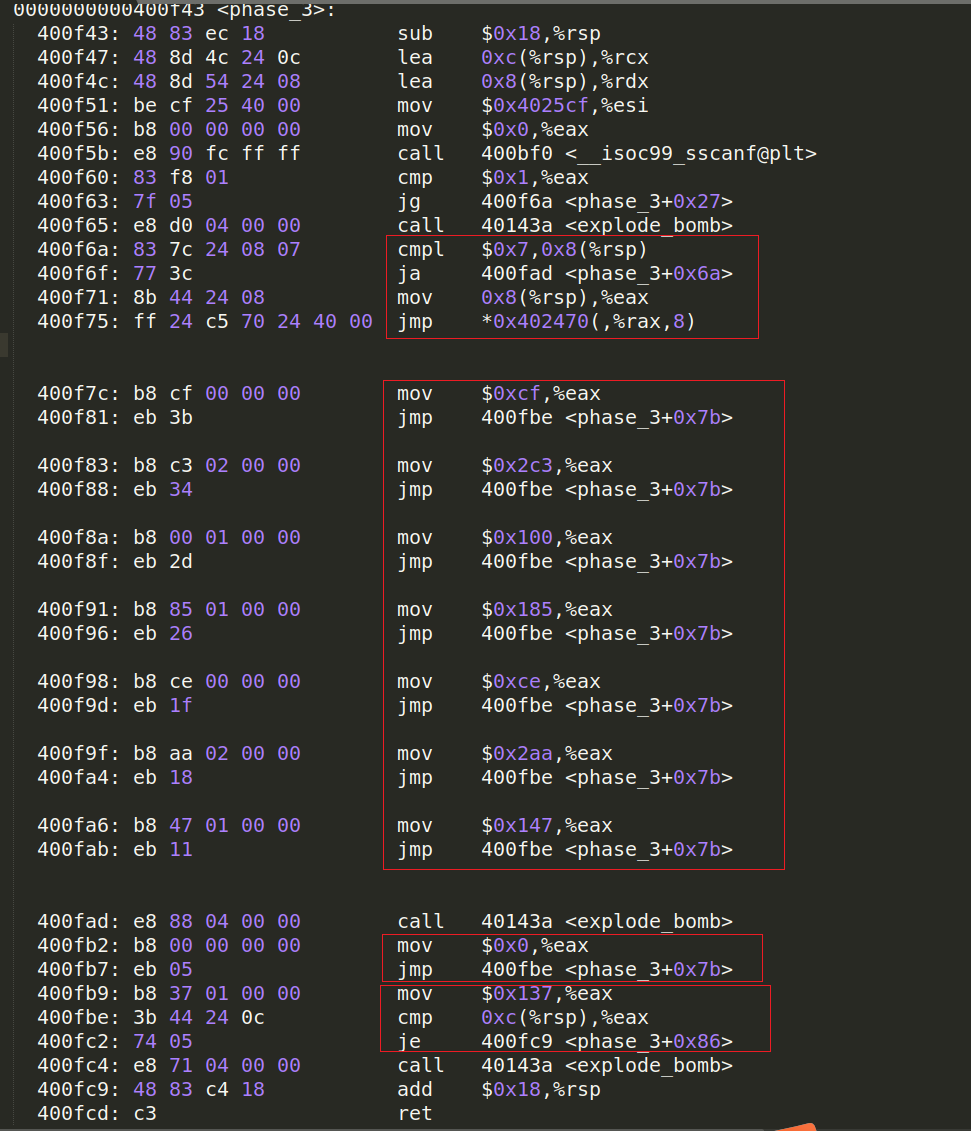 0000000000400f43 <phase_3>:
400f43: 48 83 ec 18 sub $0x18,%rsp
400f47: 48 8d 4c 24 0c lea 0xc(%rsp),%rcx
400f4c: 48 8d 54 24 08 lea 0x8(%rsp),%rdx
400f51: be cf 25 40 00 mov $0x4025cf,%esi
400f56: b8 00 00 00 00 mov $0x0,%eax
400f5b: e8 90 fc ff ff call 400bf0 <__isoc99_sscanf@plt>
400f60: 83 f8 01 cmp $0x1,%eax
400f63: 7f 05 jg 400f6a <phase_3+0x27>
400f65: e8 d0 04 00 00 call 40143a <explode_bomb>
400f6a: 83 7c 24 08 07 cmpl $0x7,0x8(%rsp)
400f6f: 77 3c ja 400fad <phase_3+0x6a>
400f71: 8b 44 24 08 mov 0x8(%rsp),%eax
400f75: ff 24 c5 70 24 40 00 jmp *0x402470(,%rax,8)
400f7c: b8 cf 00 00 00 mov $0xcf,%eax
400f81: eb 3b jmp 400fbe <phase_3+0x7b>
400f83: b8 c3 02 00 00 mov $0x2c3,%eax
400f88: eb 34 jmp 400fbe <phase_3+0x7b>
400f8a: b8 00 01 00 00 mov $0x100,%eax
400f8f: eb 2d jmp 400fbe <phase_3+0x7b>
400f91: b8 85 01 00 00 mov $0x185,%eax
400f96: eb 26 jmp 400fbe <phase_3+0x7b>
400f98: b8 ce 00 00 00 mov $0xce,%eax
400f9d: eb 1f jmp 400fbe <phase_3+0x7b>
400f9f: b8 aa 02 00 00 mov $0x2aa,%eax
400fa4: eb 18 jmp 400fbe <phase_3+0x7b>
400fa6: b8 47 01 00 00 mov $0x147,%eax
400fab: eb 11 jmp 400fbe <phase_3+0x7b>
400fad: e8 88 04 00 00 call 40143a <explode_bomb>
400fb2: b8 00 00 00 00 mov $0x0,%eax
400fb7: eb 05 jmp 400fbe <phase_3+0x7b>
400fb9: b8 37 01 00 00 mov $0x137,%eax
400fbe: 3b 44 24 0c cmp 0xc(%rsp),%eax
400fc2: 74 05 je 400fc9 <phase_3+0x86>
400fc4: e8 71 04 00 00 call 40143a <explode_bomb>
400fc9: 48 83 c4 18 add $0x18,%rsp
400fcd: c3 ret